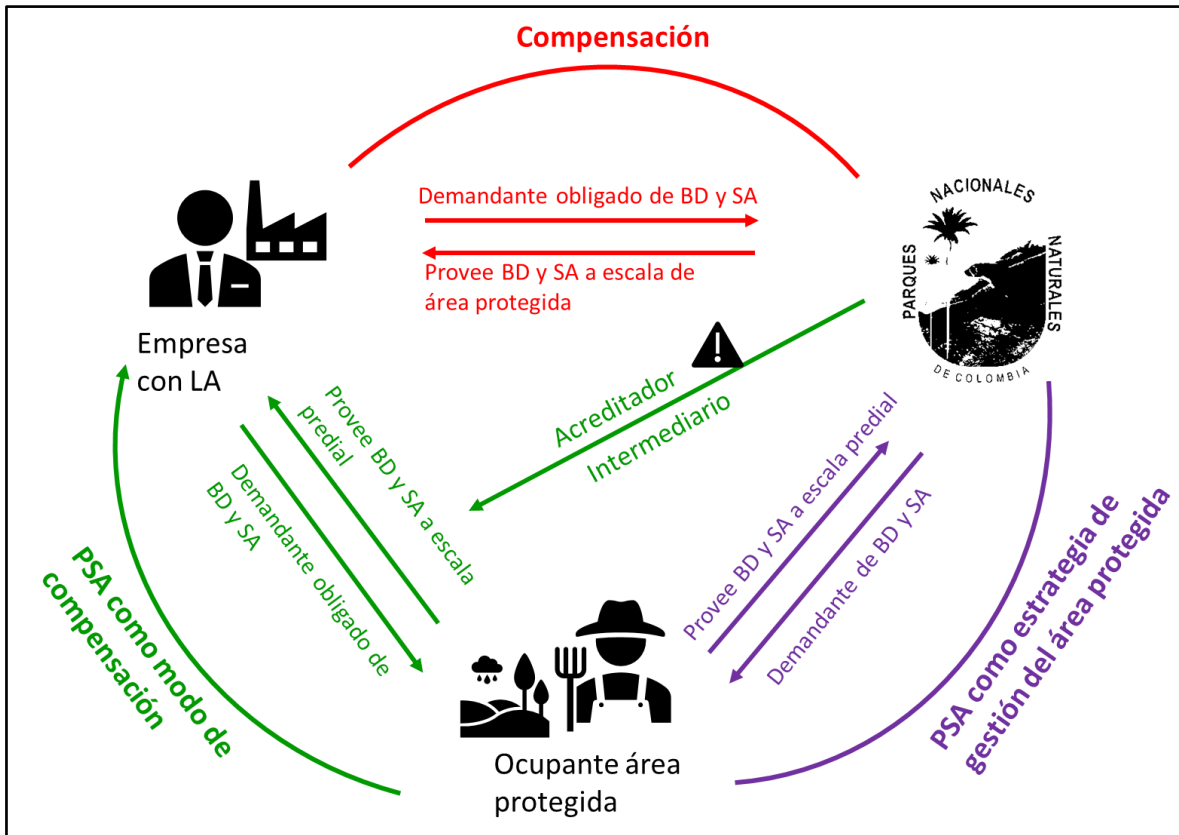 Compensación
Demandante obligado de BD y SA
Provee BD y SA a escala de
área protegida
NACIONALES
PARQUES
NATURALES
DE COLOMBIA
Empresa
con LA
Acreditador
Intermediario
Provee BD y SA a escala
predial
Demandante obligado de
BD y SA
Provee BD y SA a escala predial
Demandante de BD y SA
PSA como modo de
compensación
PSA como estrategia de
gestión del área protegida
Ocupante área
protegida